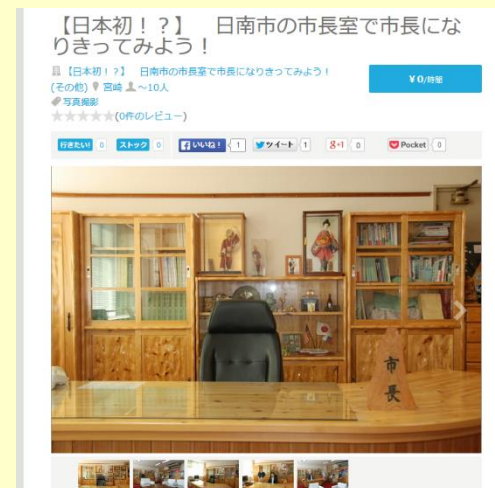 【日本初！？】　日南市の市長室で市長にな
りきってみよう！
【日本初！？】　日南市の市長室で市長になりきってみよう！
(その他) 宮崎 ～10人
写真撮影
★★★★★(0件のレビュー)
¥0/時間
行きたい! 0 ストック 0 いいね! 1 ツイート 1 g+1 0 Pocket 0
市長